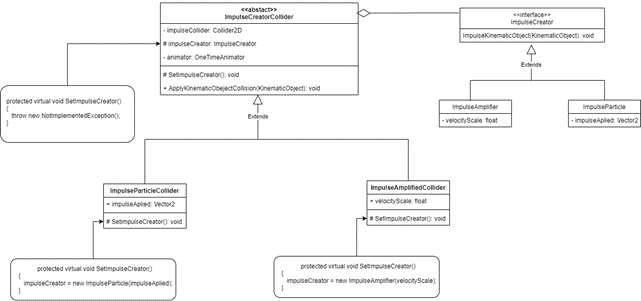 <<abstact>>
ImpulseCreatorCollider
- impulseCollider: Collider2D
# impulseCreator: ImpulseCreator
- animator: OneTimeAnimator
# SetImpulseCreator(): void
+ ApplyKinematicObejectCollision(KinematicObject): void
<<interface>>
ImpulseCreator
ImpulseKinematicObject(KinematicObject): void
Extends
ImpulseAmplifier
- velocityScale: float
ImpulseParticle
- impulseAplied: Vector2
protected virtual void SetImpulseCreator()
{
throw new NotImplementedException();
}
Extends
ImpulseParticleCollider
+ impulseAplied: Vector2
# SetImpulseCreator(): void
ImpulseAmplifiedCollider
+ velocityScale: float
# SetImpulseCreator(): void
protected virtual void SetImpulseCreator()
{
impulseCreator = new ImpulseParticle(impulseAplied);
}
protected virtual void SetImpulseCreator()
{
impulseCreator = new ImpulseAmplifier(velocityScale);
}